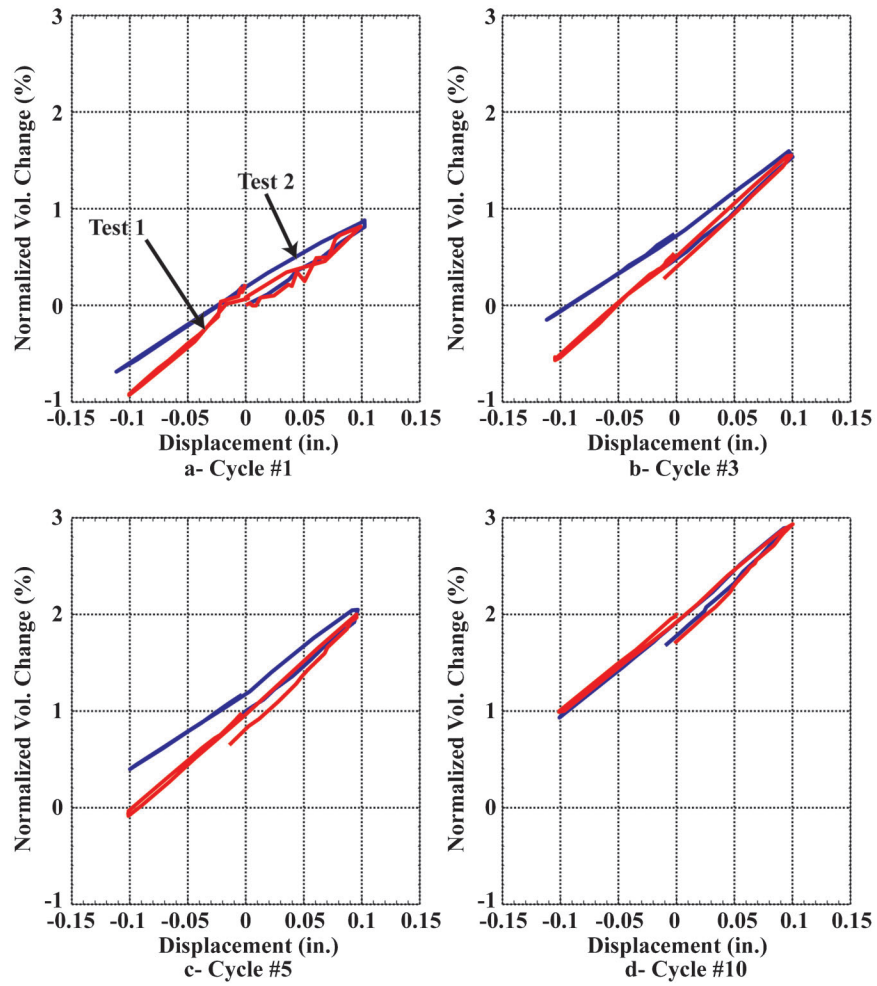 3
2
1
0
-1
Normalized Vol. Change (%)
Test 1
Test 2
-0.15 -0.1 -0.05 0 0.05 0.1 0.15
Displacement (in.)
a- Cycle #1
3
2
1
0
-1
Normalized Vol. Change (%)
-0.15 -0.1 -0.05 0 0.05 0.1 0.15
Displacement (in.)
b- Cycle #3
3
2
1
0
-1
Normalized Vol. Change (%)
-0.15 -0.1 -0.05 0 0.05 0.1 0.15
Displacement (in.)
c- Cycle #5
3
2
1
0
-1
Normalized Vol. Change (%)
-0.15 -0.1 -0.05 0 0.05 0.1 0.15
Displacement (in.)
d- Cycle #10